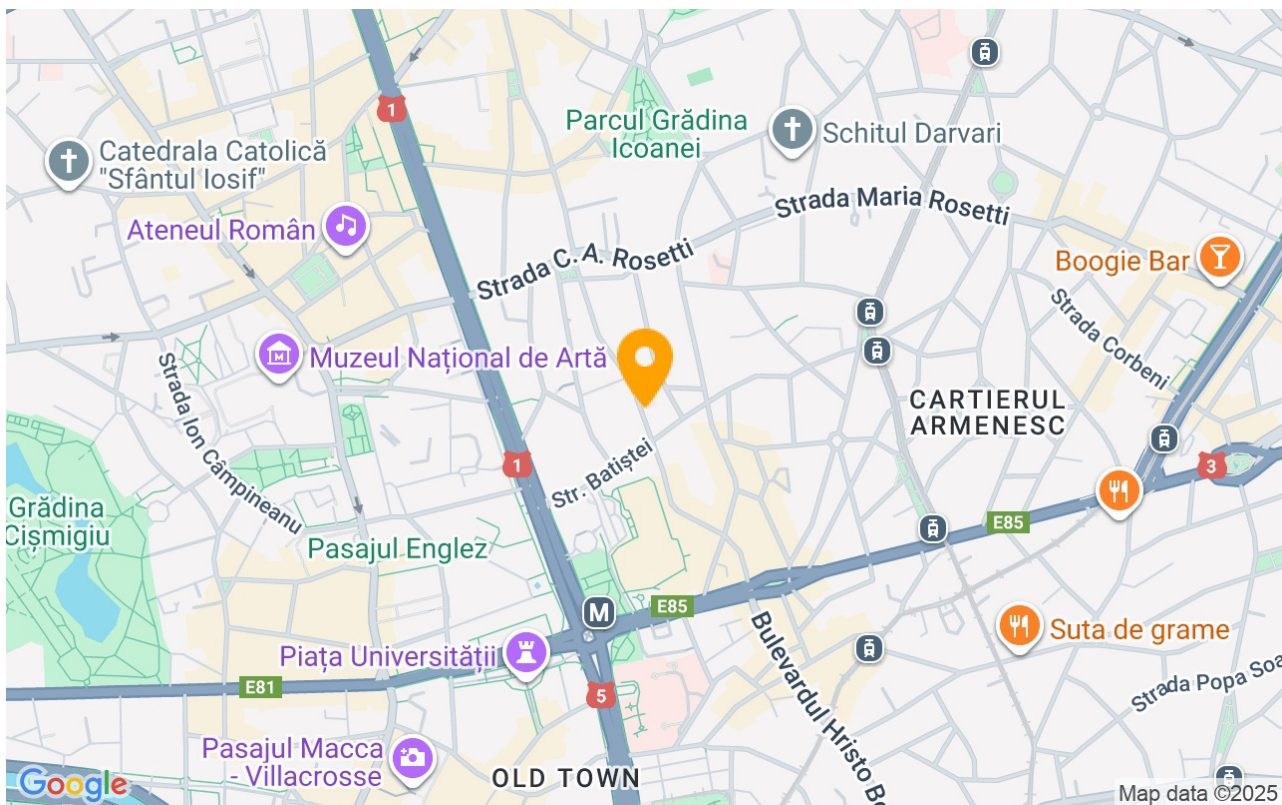 1
Parcul Grădina
Icoanei
Schitul Darvari
Catedrala Catolică
"Sfântul Iosif"
Strada Maria Rosetti
Ateneul Român
Strada C. A. Rosetti
Boogie Bar
Strada Corbeni
Muzeul Național de Artă
Strada Ion Câmpineanu
CARTIERUL
ARMENESC
1
3
Str. Batiștei
Grădina
Cișmigiu
Pasajul Englez
E85
E85
M
Suta de grame
Piața Universității
Bulevardul Hristo Bo
E81
5
Strada Popa Soa
Pasajul Macca
- Villacrosse
OLD TOWN
Google
Map data ©2025